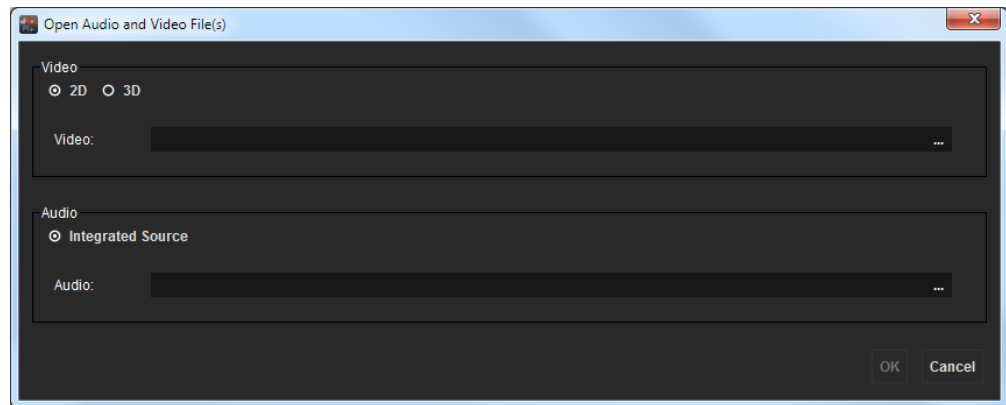 Open Audio and Video File(s)
Video
2D 3D
Video: ...
Audio
Integrated Source
Audio: ...
OK Cancel